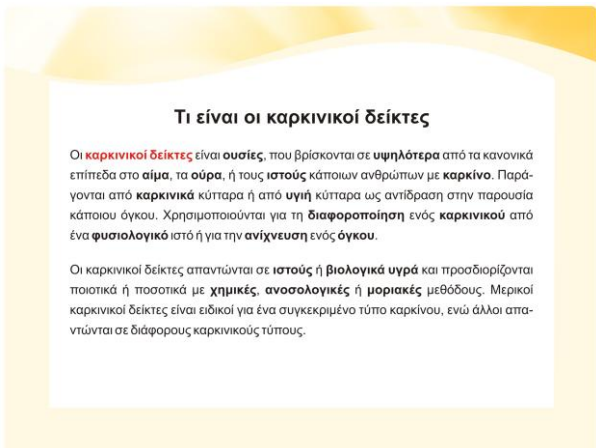 Τι είναι οι καρκινικοί δείκτες
Οι καρκινικοί δείκτες είναι ουσίες, που βρίσκονται σε υψηλότερα από τα κανονικά
επίπεδα στο αίμα, τα ούρα, ή τους ιστούς κάποιων ανθρώπων με καρκίνο. Παρά-
γονται από καρκινικά κύτταρα ή από υγιή κύτταρα ως αντίδραση στην παρουσία
κάποιου όγκου. Χρησιμοποιούνται για τη διαφοροποίηση ενός καρκινικού από
ένα φυσιολογικό ιστό ή για την ανίχνευση ενός όγκου.
Οι καρκινικοί δείκτες απαντώνται σε ιστούς ή βιολογικά υγρά και προσδιορίζονται
ποιοτικά ή ποσοτικά με χημικές, ανοσολογικές ή μοριακές μεθόδους. Μερικοί
καρκινικοί δείκτες είναι ειδικοί για ένα συγκεκριμένο τύπο καρκίνου, ενώ άλλοι απα-
ντώνται σε διάφορους καρκινικούς τύπους.